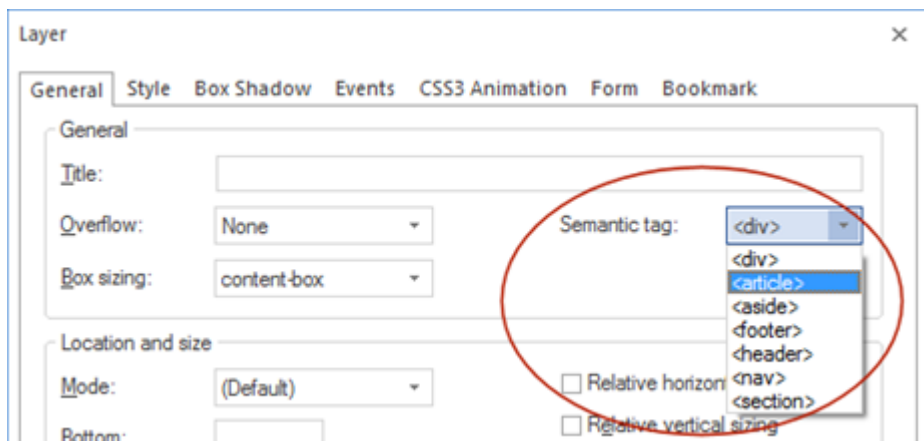 Layer
General Style Box Shadow Events CSS3 Animation Form Bookmark
General
Title:
Overflow: None Semantic tag: <div>
<div>
Box sizing: content-box <article>
<aside>
<footer>
Location and size <header>
Mode: (Default) Relative <nav>
<section>
Relative vertical sizing
Bottom: